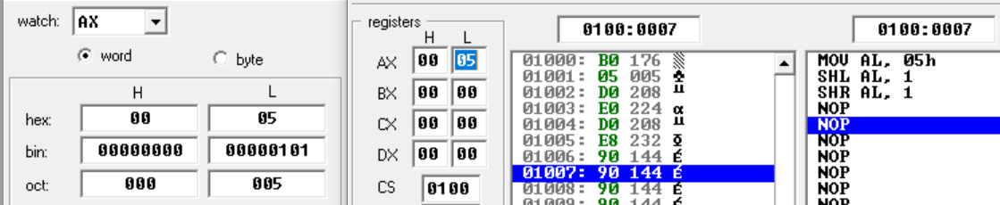 watch: AX
word byte
H L
hex: 00 05
bin: 00000000 00000101
oct: 000 005
registers
H L
AX 00 05
BX 00 00
CX 00 00
DX 00 00
CS 0100
0100:0007
01000: B0 176 ▒
01001: 05 005 ♣
01002: D0 208 ╨
01003: E0 224 α
01004: D0 208 ╨
01005: E8 232 Φ
01006: 90 144 É
01007: 90 144 É
01008: 90 144 É
01009: 90 144 É
0100:0007
MOV AL, 05h
SHL AL, 1
SHR AL, 1
NOP
NOP
NOP
NOP
NOP
NOP
NOP